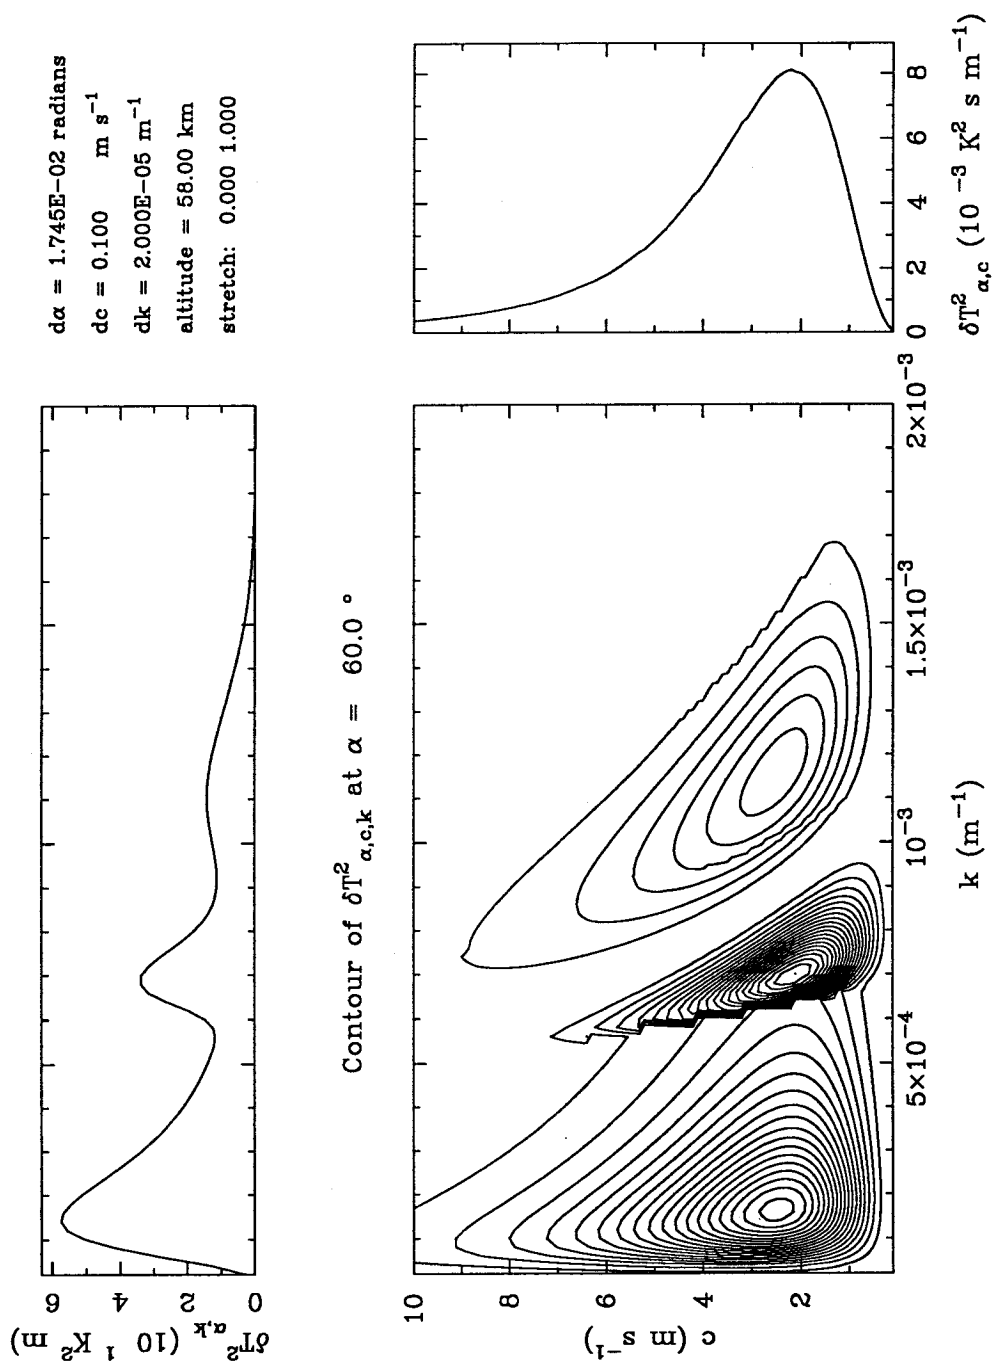 dα = 1.745E−02 radians
dc = 0.100 m s⁻¹
dk = 2.000E−05 m⁻¹
altitude = 58.00 km
stretch: 0.000 1.000
δT²α,k (10 ¹ K² m)
0 2 4
Contour of δT²α,c,k at α = 60.0 °
c (m s⁻¹)
10 8 6 4 2
5×10⁻⁴ 10⁻³ 1.5×10⁻³ 2×10⁻³
k (m⁻¹)
0 2 4 6 8
δT²α,c (10⁻³ K² s m⁻¹)